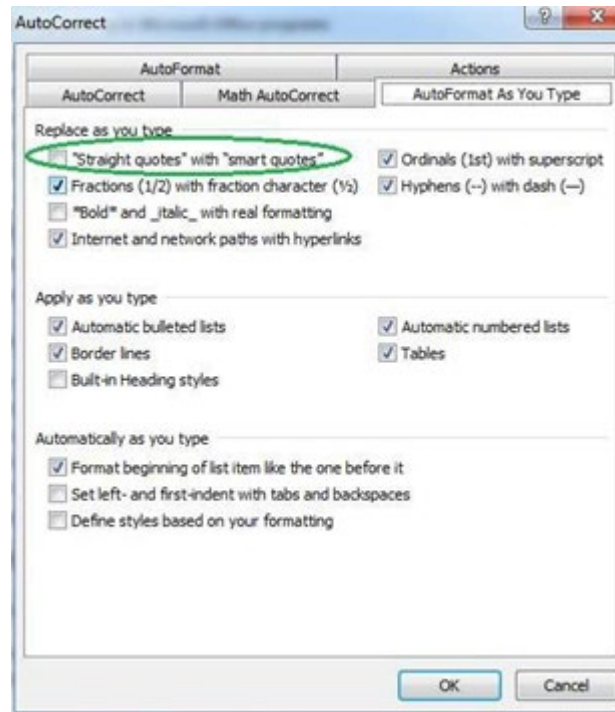 AutoCorrect
AutoFormat Actions
AutoCorrect Math AutoCorrect AutoFormat As You Type
Replace as you type
"Straight quotes" with “smart quotes”
Ordinals (1st) with superscript
Fractions (1/2) with fraction character (½)
Hyphens (--) with dash (—)
*Bold* and _italic_ with real formatting
Internet and network paths with hyperlinks
Apply as you type
Automatic bulleted lists
Automatic numbered lists
Border lines
Tables
Built-in Heading styles
Automatically as you type
Format beginning of list item like the one before it
Set left- and first-indent with tabs and backspaces
Define styles based on your formatting
OK Cancel